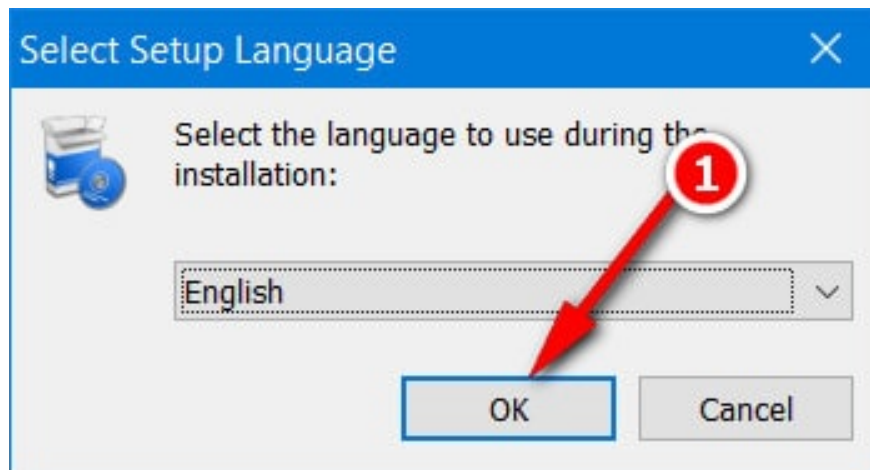 Select Setup Language
Select the language to use during the
installation:
1
English
OK
Cancel